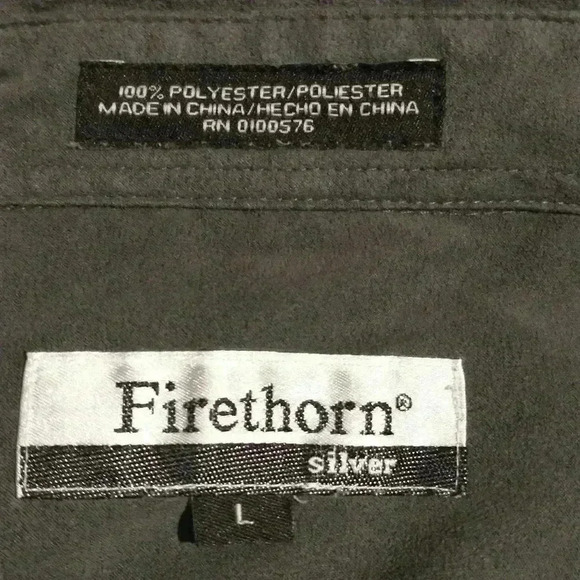 100% POLYESTER/POLIESTER
MADE IN CHINA/HECHO EN CHINA
RN 0100576
Firethorn®
silver
L